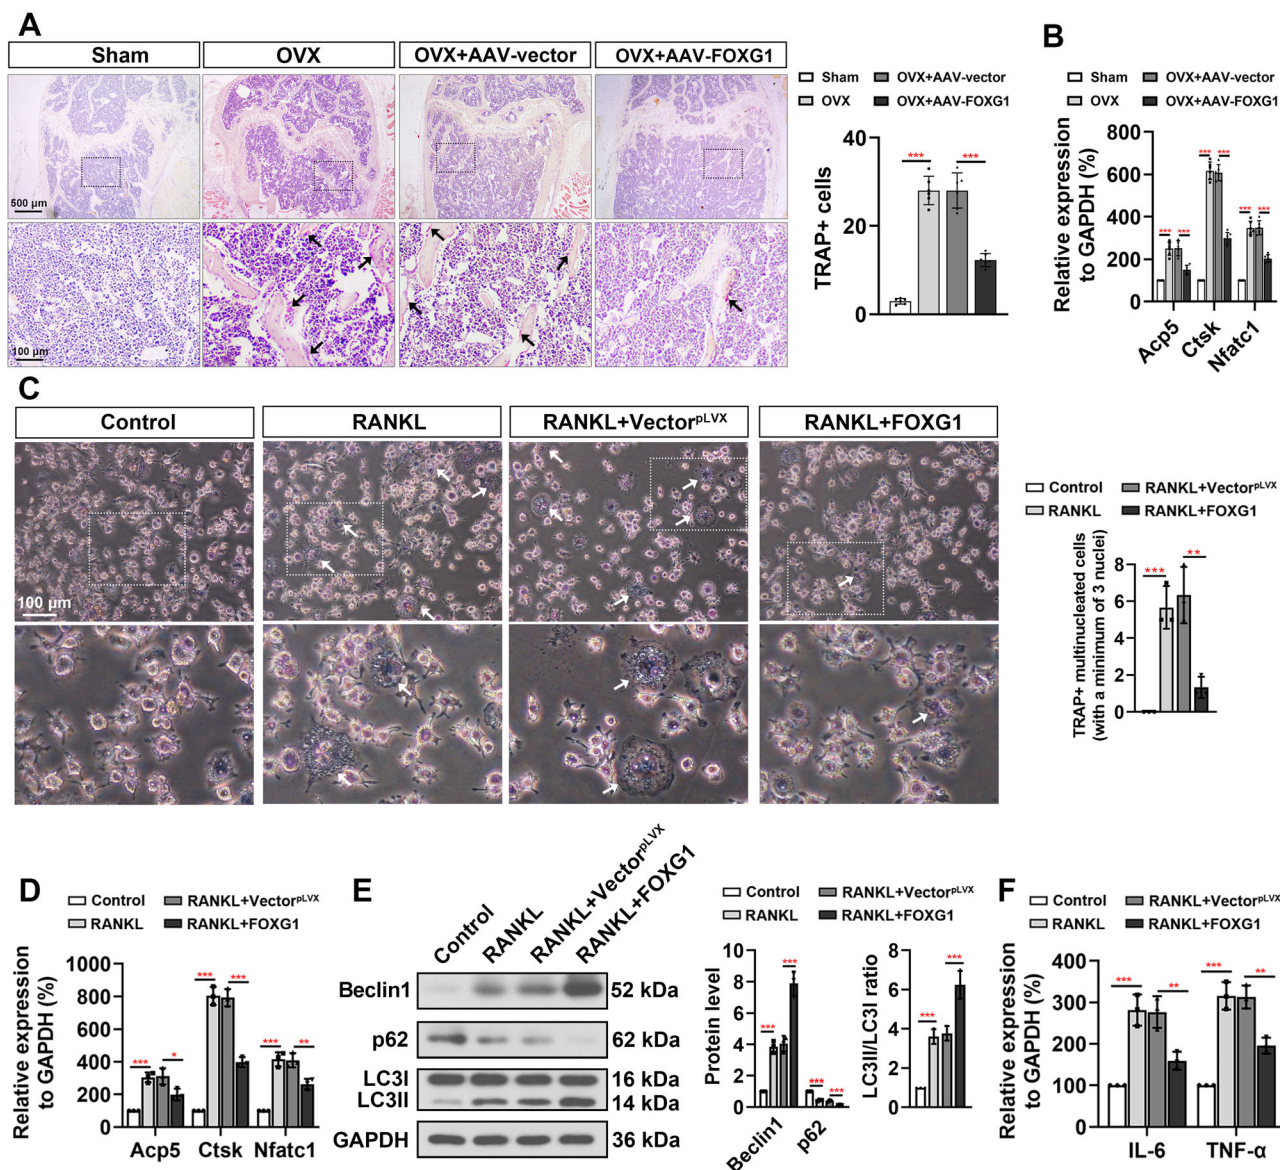 A
Sham
OVX
OVX+AAV-vector
OVX+AAV-FOXG1
500 μm
100 μm
Sham
OVX+AAV-vector
OVX
OVX+AAV-FOXG1
TRAP+ cells
40
20
0
***
***
B
Sham
OVX+AAV-vector
OVX
OVX+AAV-FOXG1
Relative expression
to GAPDH (%)
800
600
400
200
0
***
***
***
***
***
***
Acp5
Ctsk
Nfatc1
C
Control
RANKL
RANKL+VectorpLVX
RANKL+FOXG1
100 μm
Control
RANKL+VectorpLVX
RANKL
RANKL+FOXG1
TRAP+ multinucleated cells
(with a minimum of 3 nuclei)
8
6
4
2
0
***
**
D
Control
RANKL+VectorpLVX
RANKL
RANKL+FOXG1
Relative expression
to GAPDH (%)
1000
800
600
400
200
0
***
*
***
***
***
**
Acp5
Ctsk
Nfatc1
E
Control
RANKL
RANKL+VectorpLVX
RANKL+FOXG1
Beclin1
52 kDa
p62
62 kDa
LC3I
16 kDa
LC3II
14 kDa
GAPDH
36 kDa
Control
RANKL+VectorpLVX
RANKL
RANKL+FOXG1
Protein level
10
8
6
4
2
0
***
***
***
***
Beclin1
p62
LC3II/LC3I ratio
8
6
4
2
0
***
***
F
Control
RANKL+VectorpLVX
RANKL
RANKL+FOXG1
Relative expression
to GAPDH (%)
400
300
200
100
0
***
**
***
**
IL-6
TNF-α